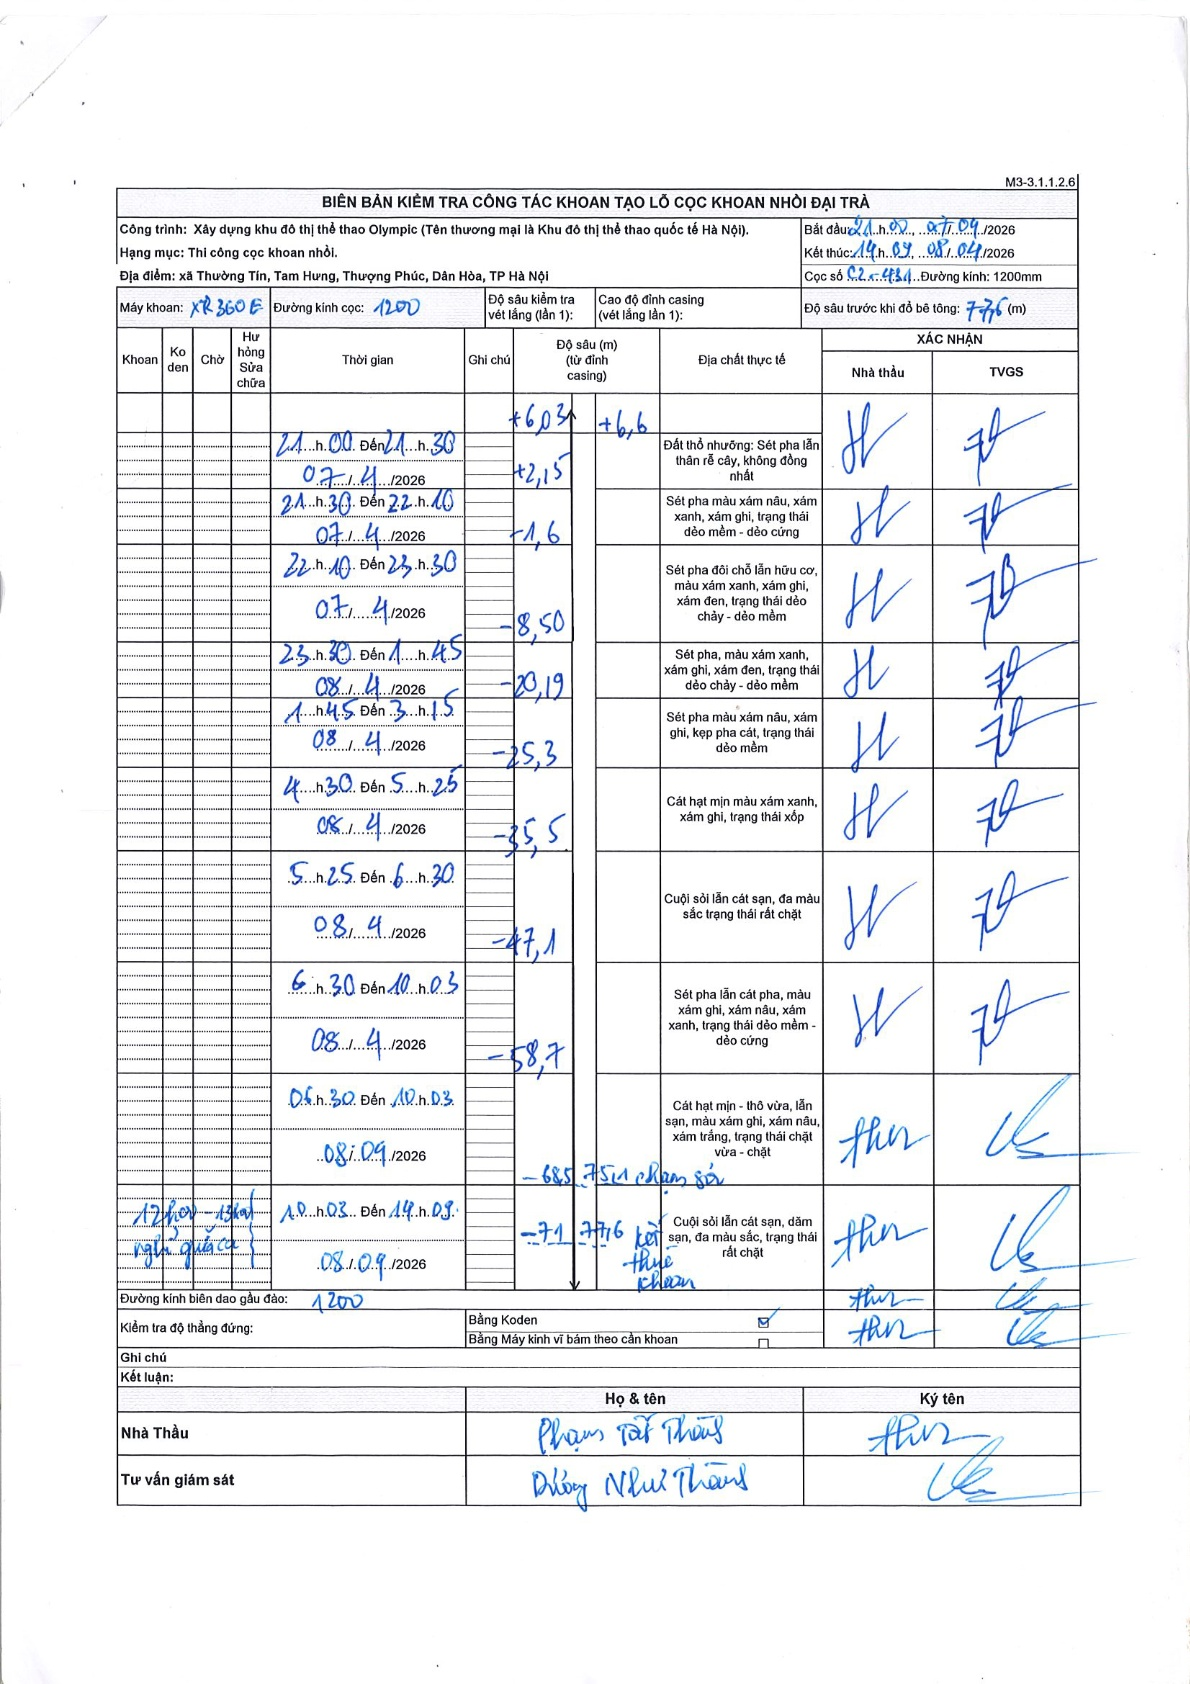 M3-3.1.1.2.6
BIÊN BẢN KIỂM TRA CÔNG TÁC KHOAN TẠO LỖ CỌC KHOAN NHỒI ĐẠI TRÀ
Công trình: Xây dựng khu đô thị thể thao Olympic (Tên thương mại là Khu đô thị thể thao quốc tế Hà Nội).
Bắt đầu: 21..h.00, ...07/..04../2026
Hạng mục: Thi công cọc khoan nhồi.
Kết thúc: 14.h..09, ..08/04/2026
Địa điểm: xã Thường Tín, Tam Hưng, Thượng Phúc, Dân Hòa, TP Hà Nội
Cọc số C2-431..Đường kính: 1200mm
Máy khoan: XR360E
Đường kính cọc: 1200
Độ sâu kiểm tra vét lắng (lần 1):
Cao độ đỉnh casing (vét lắng lần 1):
Độ sâu trước khi đổ bê tông: 77,6 (m)
Khoan Ko den Chờ Hư hỏng Sửa chữa Thời gian Ghi chú Độ sâu (m) (từ đỉnh casing) Địa chất thực tế XÁC NHẬN
Nhà thầu TVGS
+6,03 +6,6
21...h.00. Đến 21...h.30
07../...4.../2026
+2,15
Đất thổ nhưỡng: Sét pha lẫn
thân rễ cây, không đồng
nhất
21...h.30. Đến 22..h.10
07../...4.../2026
-1,6
Sét pha màu xám nâu, xám
xanh, xám ghi, trạng thái
dẻo mềm - dẻo cứng
22..h.10. Đến 23..h.30
07./.....4./2026
-8,50
Sét pha đôi chỗ lẫn hữu cơ,
màu xám xanh, xám ghi,
xám đen, trạng thái dẻo
chảy - dẻo mềm
23..h.30. Đến 1....h.45
08.../...4.../2026
-20,19
Sét pha, màu xám xanh,
xám ghi, xám đen, trạng thái
dẻo chảy - dẻo mềm
1...h.45 Đến 3...h.15
08.../...4.../2026
-25,3
Sét pha màu xám nâu, xám
ghi, kẹp pha cát, trạng thái
dẻo mềm
4....h.30. Đến .5...h..25
08.../...4.../2026
-35,5
Cát hạt mịn màu xám xanh,
xám ghi, trạng thái xốp
.5...h.25. Đến .6...h..30.
08.../...4.../2026
-47,1
Cuội sỏi lẫn cát sạn, đa màu
sắc trạng thái rất chặt
6...h..30 Đến 10..h.03
08.../...4.../2026
-58,7
Sét pha lẫn cát pha, màu
xám ghi, xám nâu, xám
xanh, trạng thái dẻo mềm -
dẻo cứng
06.h..30. Đến .10..h.03.
..08/.04../2026
-68,5 75,1 chạm sỏi
Cát hạt mịn - thô vừa, lẫn
sạn, màu xám ghi, xám nâu,
xám trắng, trạng thái chặt
vừa - chặt
nghỉ giữa ca
10...h.03.. Đến 14.h.09.
.08./.04../2026
-71 77,6 kết
thúc
khoan
Cuội sỏi lẫn cát sạn, dăm
sạn, đa màu sắc, trạng thái
rất chặt
Đường kính biên dao gầu đào: 1200
Kiểm tra độ thẳng đứng:
Bằng Koden
Bằng Máy kinh vĩ bám theo cần khoan
Ghi chú
Kết luận:
Họ & tên Ký tên
Nhà Thầu Phạm Tất Thắng
Tư vấn giám sát Như Thành